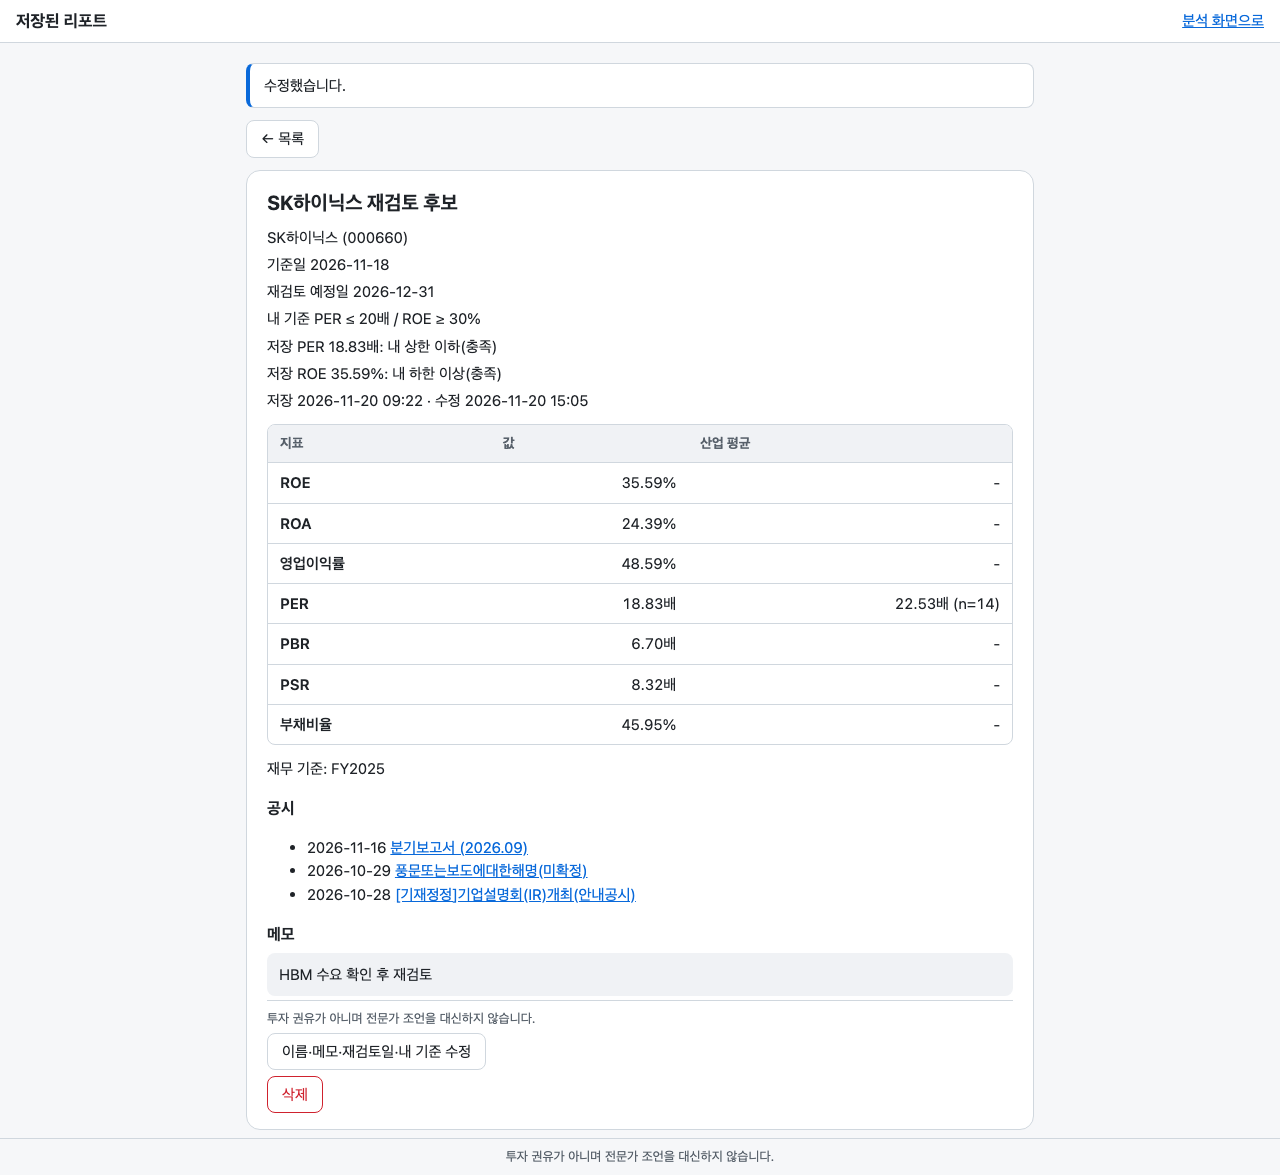 저장된 리포트
분석 화면으로
수정했습니다.
← 목록
SK하이닉스 재검토 후보
SK하이닉스 (000660)
기준일 2026-11-18
재검토 예정일 2026-12-31
내 기준 PER ≤ 20배 / ROE ≥ 30%
저장 PER 18.83배: 내 상한 이하(충족)
저장 ROE 35.59%: 내 하한 이상(충족)
저장 2026-11-20 09:22 · 수정 2026-11-20 15:05
지표 값 산업 평균
ROE 35.59% -
ROA 24.39% -
영업이익률 48.59% -
PER 18.83배 22.53배 (n=14)
PBR 6.70배 -
PSR 8.32배 -
부채비율 45.95% -
재무 기준: FY2025
공시
• 2026-11-16 분기보고서 (2026.09)
• 2026-10-29 풍문또는보도에대한해명(미확정)
• 2026-10-28 [기재정정]기업설명회(IR)개최(안내공시)
메모
HBM 수요 확인 후 재검토
투자 권유가 아니며 전문가 조언을 대신하지 않습니다.
이름·메모·재검토일·내 기준 수정
삭제
투자 권유가 아니며 전문가 조언을 대신하지 않습니다.